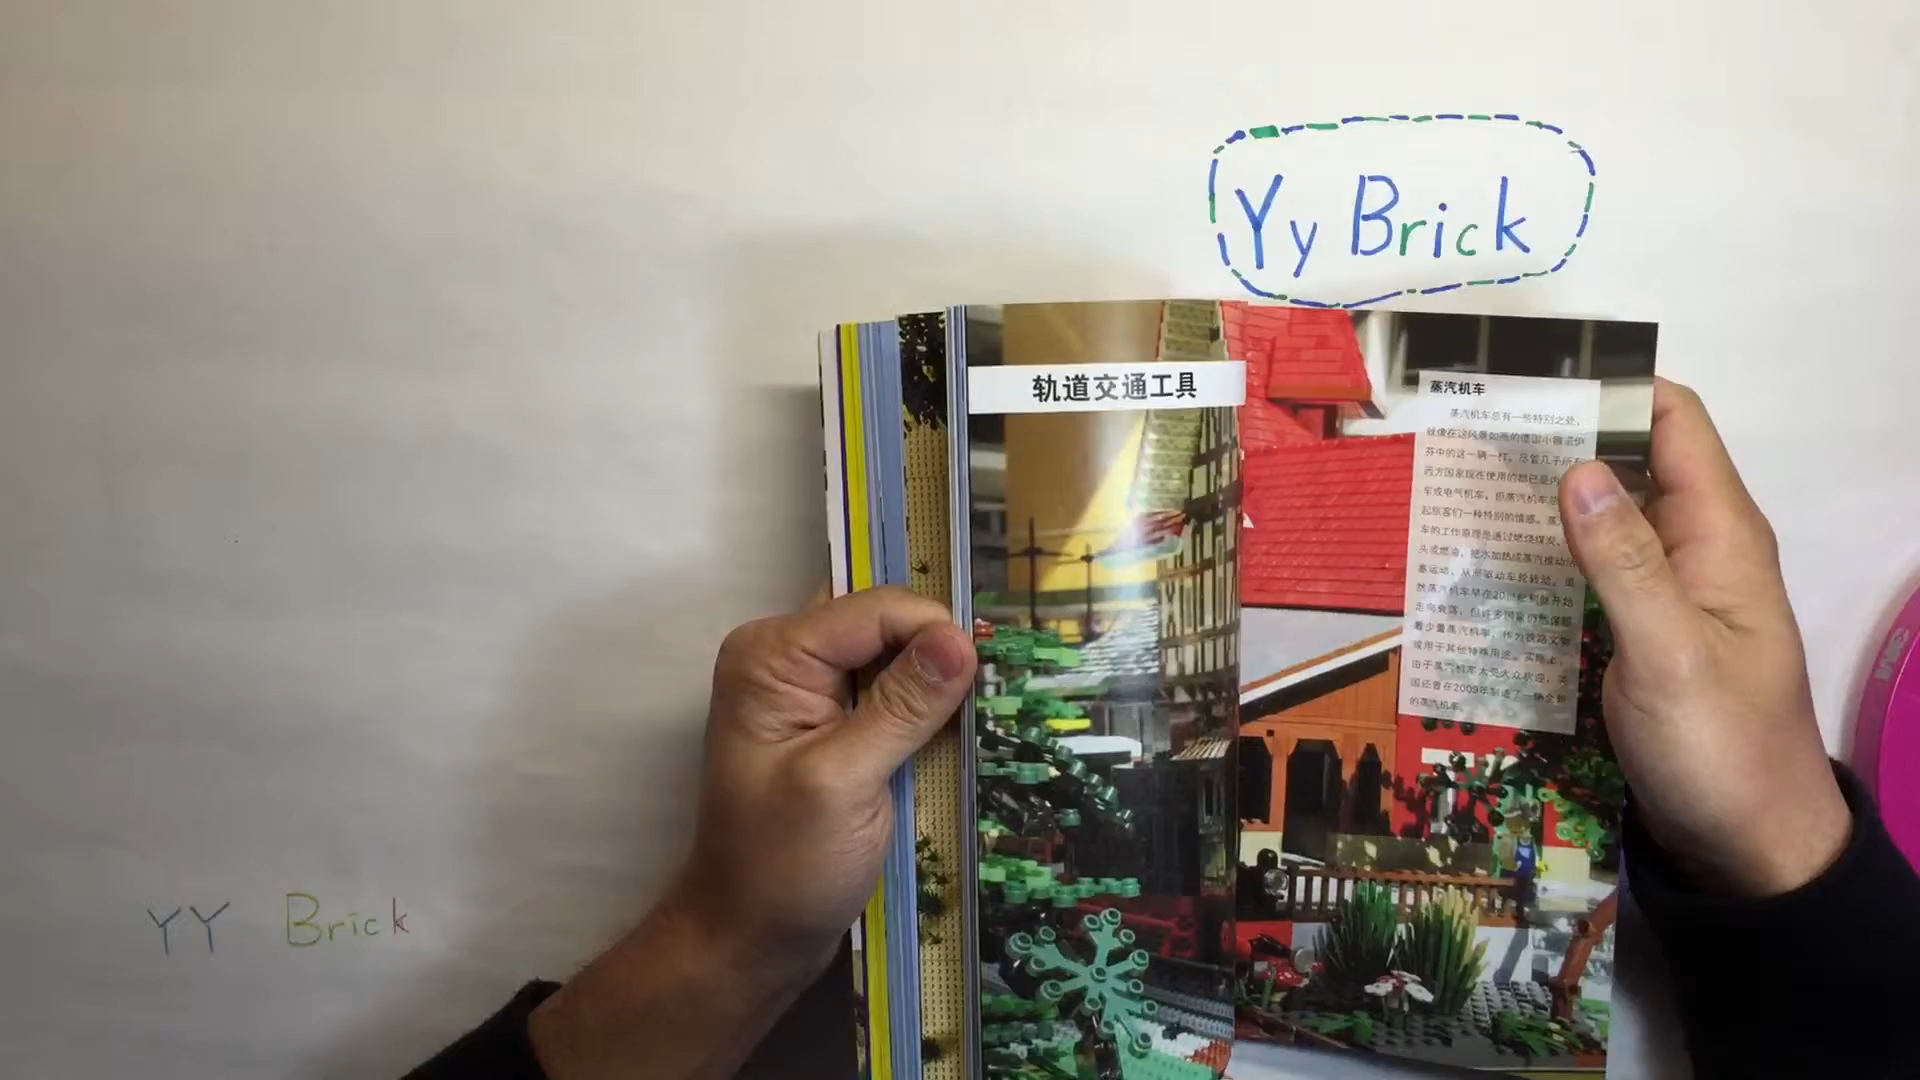 Yy Brick
轨道交通工具
蒸汽机车
蒸汽机车总有一些特别之处，
就像在这风景如画的德国小镇诺伊
芬中的这一辆一样。尽管几乎所有
西方国家现在使用的都已是内
车或电气机车，但蒸汽机车总
起旅客们一种特别的情感。蒸
车的工作原理是通过燃烧煤炭、
头或燃油，把水加热成蒸汽推动活
塞运动，从而驱动车轮转动。虽
然蒸汽机车早在20世纪初就开始
走向衰落，但许多国家仍然保留
着少量蒸汽机车，作为铁路文物
或用于其他特殊用途。实际上，
由于蒸汽机车太受大众欢迎，英
国还曾在2009年制造了一辆全新
的蒸汽机车。
YY Brick